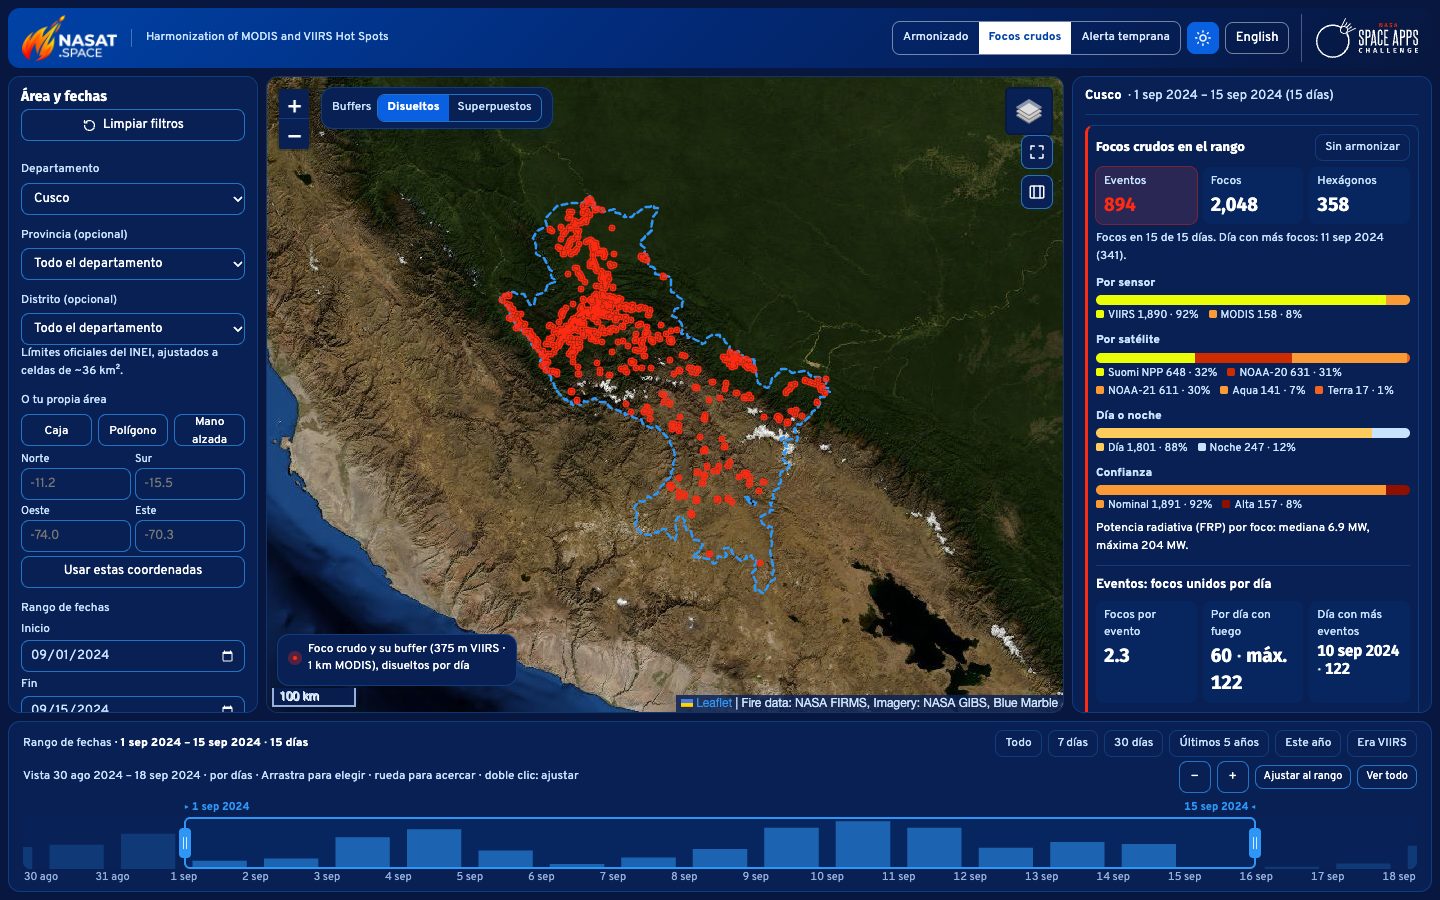 NASAT
.SPACE
Harmonization of MODIS and VIIRS Hot Spots
Armonizado
Focos crudos
Alerta temprana
English
NASA
SPACE APPS
CHALLENGE
Área y fechas
Limpiar filtros
Departamento
Cusco
Provincia (opcional)
Todo el departamento
Distrito (opcional)
Todo el departamento
Límites oficiales del INEI, ajustados a
celdas de ~36 km².
O tu propia área
Caja
Polígono
Mano
alzada
Norte
Sur
-11.2
-15.5
Oeste
Este
-74.0
-70.3
Usar estas coordenadas
Rango de fechas
Inicio
09/01/2024
Fin
09/15/2024
+
−
Buffers
Disueltos
Superpuestos
Foco crudo y su buffer (375 m VIIRS ·
1 km MODIS), disueltos por día
100 km
Leaflet | Fire data: NASA FIRMS, Imagery: NASA GIBS, Blue Marble
Cusco · 1 sep 2024 – 15 sep 2024 (15 días)
Focos crudos en el rango
Sin armonizar
Eventos
894
Focos
2,048
Hexágonos
358
Focos en 15 de 15 días. Día con más focos: 11 sep 2024
(341).
Por sensor
VIIRS 1,890 · 92% MODIS 158 · 8%
Por satélite
Suomi NPP 648 · 32% NOAA-20 631 · 31%
NOAA-21 611 · 30% Aqua 141 · 7% Terra 17 · 1%
Día o noche
Día 1,801 · 88% Noche 247 · 12%
Confianza
Nominal 1,891 · 92% Alta 157 · 8%
Potencia radiativa (FRP) por foco: mediana 6.9 MW,
máxima 204 MW.
Eventos: focos unidos por día
Focos por
evento
2.3
Por día con
fuego
60 · máx.
122
Día con más
eventos
10 sep 2024
· 122
Rango de fechas · 1 sep 2024 – 15 sep 2024 · 15 días
Todo
7 días
30 días
Últimos 5 años
Este año
Era VIIRS
Vista 30 ago 2024 – 18 sep 2024 · por días · Arrastra para elegir · rueda para acercar · doble clic: ajustar
−
+
Ajustar al rango
Ver todo
1 sep 2024
15 sep 2024
30 ago 31 ago 1 sep 2 sep 3 sep 4 sep 5 sep 6 sep 7 sep 8 sep 9 sep 10 sep 11 sep 12 sep 13 sep 14 sep 15 sep 16 sep 17 sep 18 sep